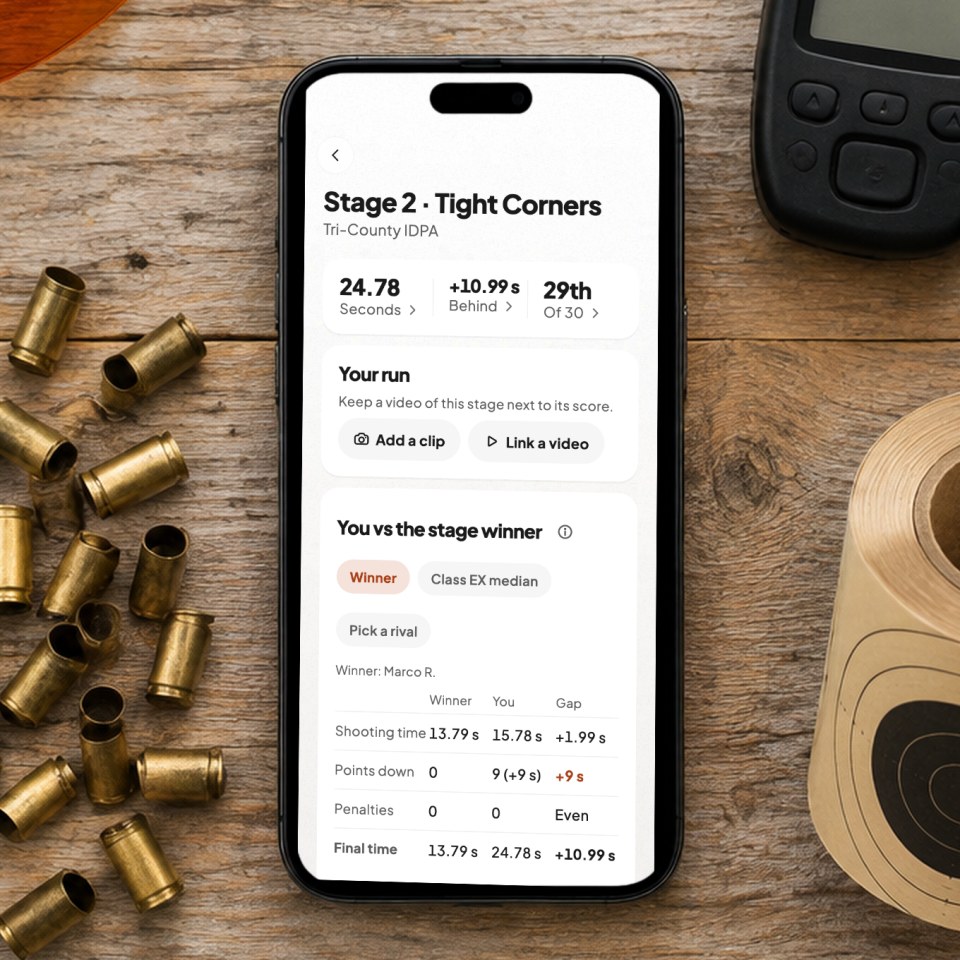 Stage 2 · Tight Corners
Tri-County IDPA
24.78 +10.99 s 29th
Seconds > Behind > Of 30 >
Your run
Keep a video of this stage next to its score.
Add a clip Link a video
You vs the stage winner
Winner Class EX median
Pick a rival
Winner: Marco R.
Winner You Gap
Shooting time 13.79 s 15.78 s +1.99 s
Points down 0 9 (+9 s) +9 s
Penalties 0 0 Even
Final time 13.79 s 24.78 s +10.99 s